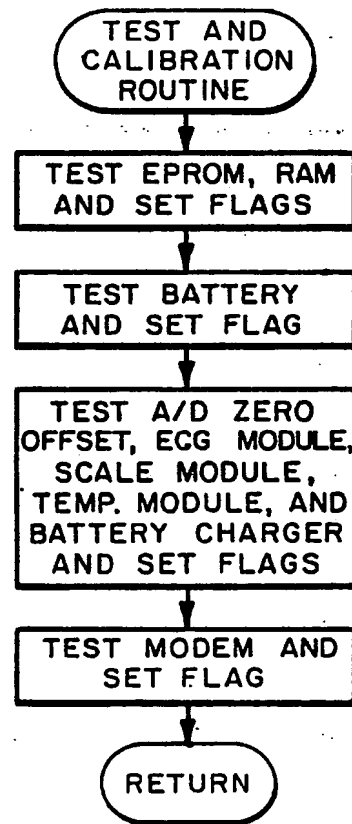 TEST AND
CALIBRATION
ROUTINE
TEST EPROM, RAM
AND SET FLAGS
TEST BATTERY
AND SET FLAG
TEST A/D ZERO
OFFSET, ECG MODULE,
SCALE MODULE,
TEMP. MODULE, AND
BATTERY CHARGER
AND SET FLAGS
TEST MODEM AND
SET FLAG
RETURN